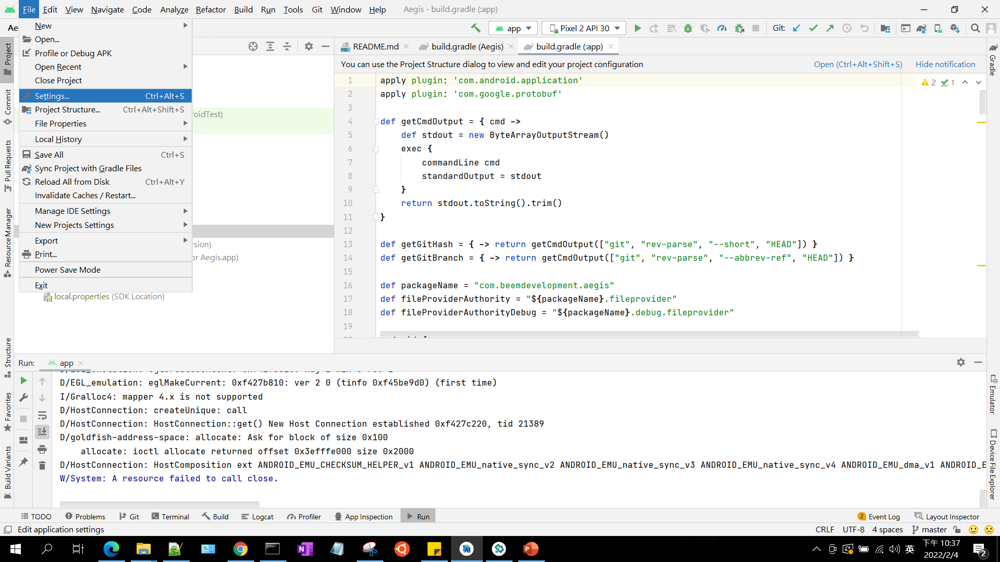 File Edit View Navigate Code Analyze Refactor Build Run Tools Git Window Help Aegis - build.gradle (:app)
Ae
app
Pixel 2 API 30
Git:
New
Open...
Profile or Debug APK
Open Recent
Close Project
Settings... Ctrl+Alt+S
Project Structure... Ctrl+Alt+Shift+S
File Properties
Local History
Save All Ctrl+S
Sync Project with Gradle Files
Reload All from Disk Ctrl+Alt+Y
Invalidate Caches / Restart...
Manage IDE Settings
New Projects Settings
Export
Print...
Power Save Mode
Exit
roidTest)
sion)
or Aegis.app)
local.properties (SDK Location)
Project
Commit
Pull Requests
Resource Manager
Structure
Favorites
Build Variants
README.md build.gradle (Aegis) build.gradle (:app)
You can use the Project Structure dialog to view and edit your project configuration Open (Ctrl+Alt+Shift+S) Hide notification
2 1
1 apply plugin: 'com.android.application'
2 apply plugin: 'com.google.protobuf'
3
4 def getCmdOutput = { cmd ->
5 def stdout = new ByteArrayOutputStream()
6 exec {
7 commandLine cmd
8 standardOutput = stdout
9 }
10 return stdout.toString().trim()
11 }
12
13 def getGitHash = { -> return getCmdOutput(["git", "rev-parse", "--short", "HEAD"]) }
14 def getGitBranch = { -> return getCmdOutput(["git", "rev-parse", "--abbrev-ref", "HEAD"]) }
15
16 def packageName = "com.beemdevelopment.aegis"
17 def fileProviderAuthority = "${packageName}.fileprovider"
18 def fileProviderAuthorityDebug = "${packageName}.debug.fileprovider"
19
Gradle
Emulator
Device File Explorer
Run: app
D/EGL_emulation: eglMakeCurrent: 0xf427b810: ver 2 0 (tinfo 0xf45be9d0) (first time)
I/Gralloc4: mapper 4.x is not supported
D/HostConnection: createUnique: call
D/HostConnection: HostConnection::get() New Host Connection established 0xf427c220, tid 21389
D/goldfish-address-space: allocate: Ask for block of size 0x100
allocate: ioctl allocate returned offset 0x3efffe000 size 0x2000
D/HostConnection: HostComposition ext ANDROID_EMU_CHECKSUM_HELPER_v1 ANDROID_EMU_native_sync_v2 ANDROID_EMU_native_sync_v3 ANDROID_EMU_native_sync_v4 ANDROID_EMU_dma_v1 ANDROID_E
W/System: A resource failed to call close.
TODO Problems Git Terminal Build Logcat Profiler App Inspection Run 2 Event Log Layout Inspector
Edit application settings CRLF UTF-8 4 spaces master
英
下午 10:37
2022/2/4
2